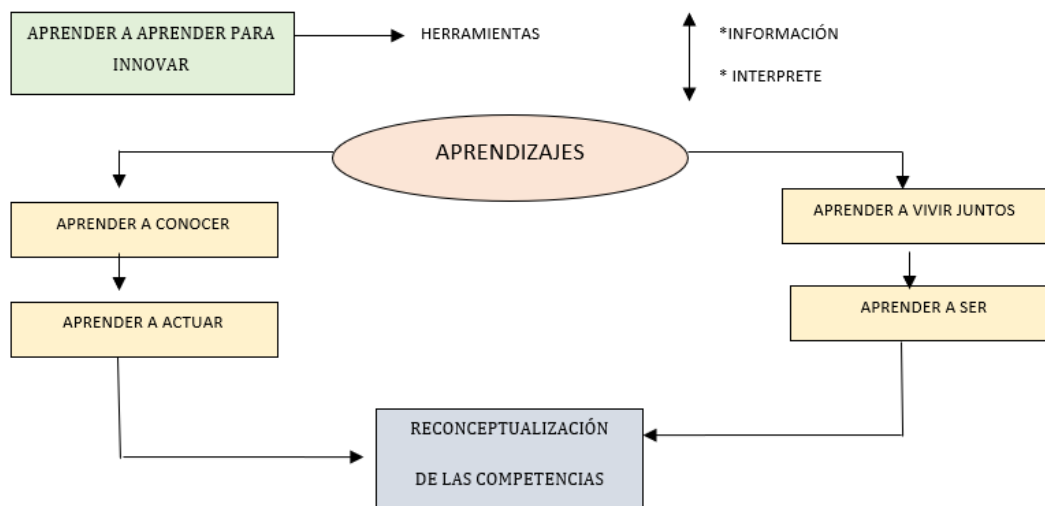 APRENDER A APRENDER PARA
INNOVAR
HERRAMIENTAS
*INFORMACIÓN
* INTERPRETE
APRENDIZAJES
APRENDER A CONOCER
APRENDER A VIVIR JUNTOS
APRENDER A ACTUAR
APRENDER A SER
RECONCEPTUALIZACIÓN
DE LAS COMPETENCIAS